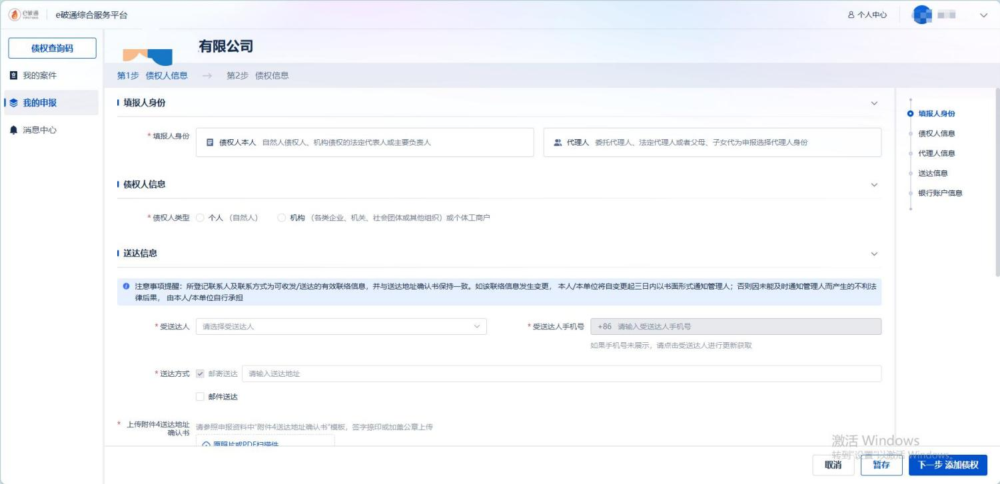 e破通
e破通综合服务平台
个人中心
债权查询码
我的案件
我的申报
消息中心
有限公司
第1步 债权人信息 → 第2步 债权信息
填报人身份
* 填报人身份
债权人本人 自然人债权人、机构债权的法定代表人或主要负责人
代理人 委托代理人、法定代理人或者父母、子女代为申报选择代理人身份
债权人信息
* 债权人类型 个人 （自然人） 机构 （各类企业、机关、社会团体或其他组织）或个体工商户
送达信息
注意事项提醒：所登记联系人及联系方式为可收发/送达的有效联络信息，并与送达地址确认书保持一致。如该联络信息发生变更， 本人/本单位将自变更起三日内以书面形式通知管理人；否则因未能及时通知管理人而产生的不利法
律后果， 由本人/本单位自行承担
* 受送达人 请选择受送达人
* 受送达人手机号 +86 请输入受送达人手机号
如果手机号未展示，请点击受送达人进行更新获取
* 送达方式 邮寄送达 请输入送达地址
邮件送达
* 上传附件4送达地址
确认书
请参照申报资料中“附件4送达地址确认书”模板，签字捺印或加盖公章上传
原照片或PDF扫描件
填报人身份
债权人信息
代理人信息
送达信息
银行账户信息
激活 Windows
转到“设置”以激活 Windows。
取消
暂存
下一步 添加债权